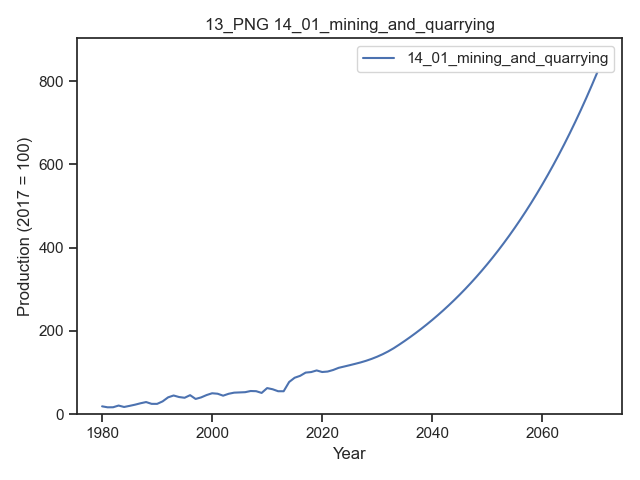 13_PNG 14_01_mining_and_quarrying
14_01_mining_and_quarrying
Production (2017 = 100)
800
600
400
200
0
1980
2000
2020
2040
2060
Year